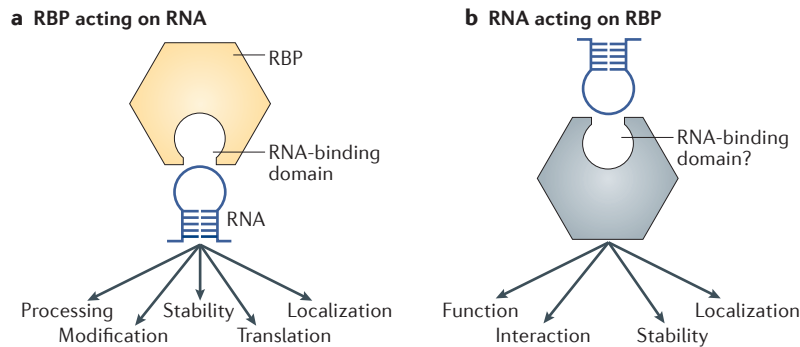 a RBP acting on RNA
RBP
RNA-binding
domain
RNA
Processing
Modification
Stability
Translation
Localization
b RNA acting on RBP
RNA-binding
domain?
Function
Interaction
Stability
Localization